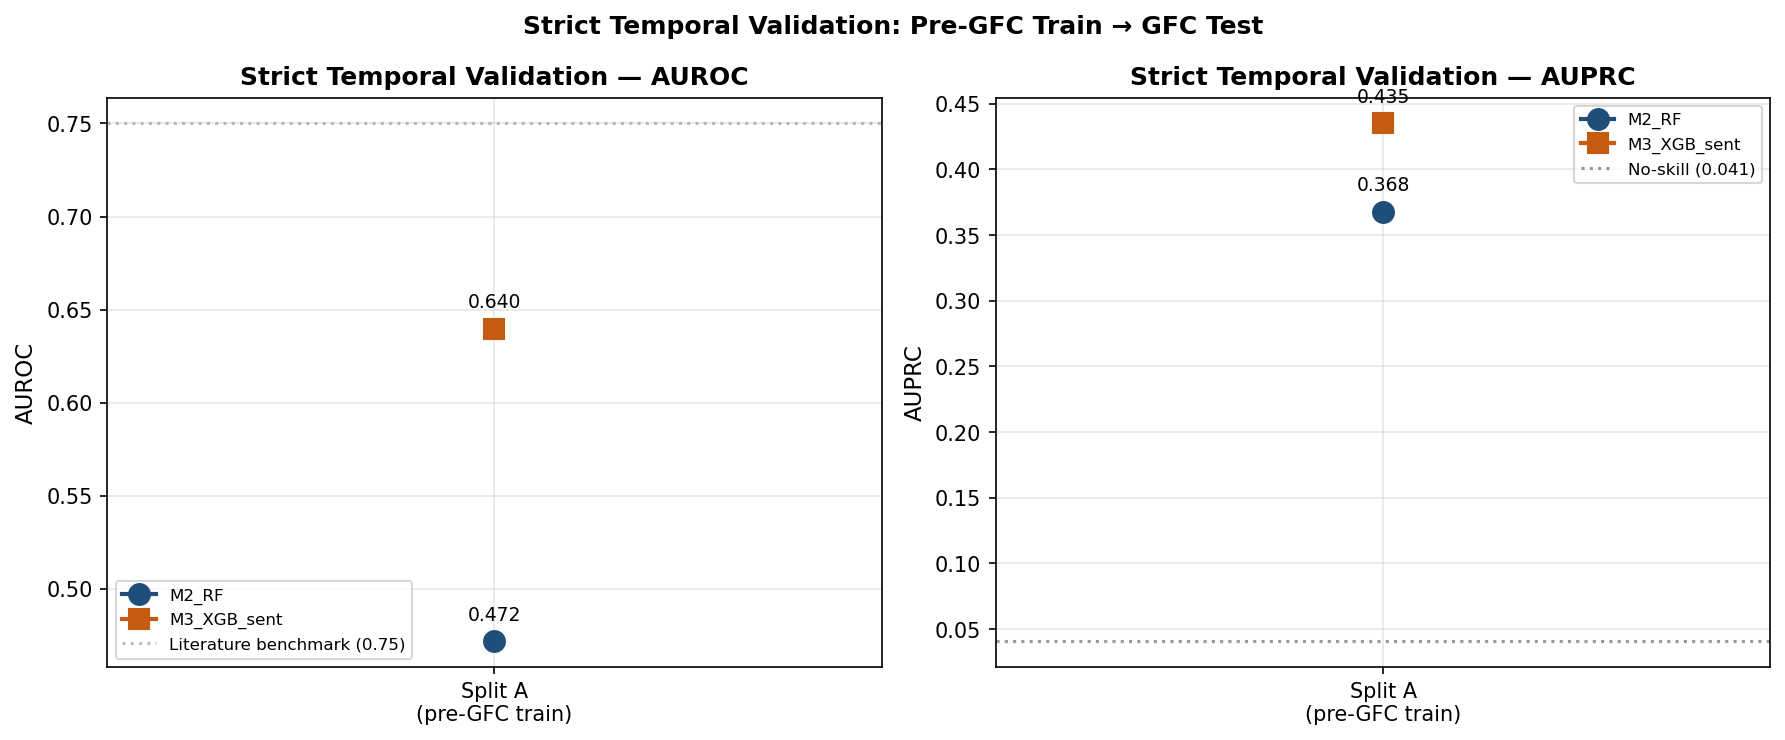 Strict Temporal Validation: Pre-GFC Train → GFC Test
Strict Temporal Validation — AUROC
AUROC
0.75
0.70
0.65
0.60
0.55
0.50
0.640
0.472
M2_RF
M3_XGB_sent
Literature benchmark (0.75)
Split A
(pre-GFC train)
Strict Temporal Validation — AUPRC
AUPRC
0.45
0.40
0.35
0.30
0.25
0.20
0.15
0.10
0.05
0.435
0.368
M2_RF
M3_XGB_sent
No-skill (0.041)
Split A
(pre-GFC train)